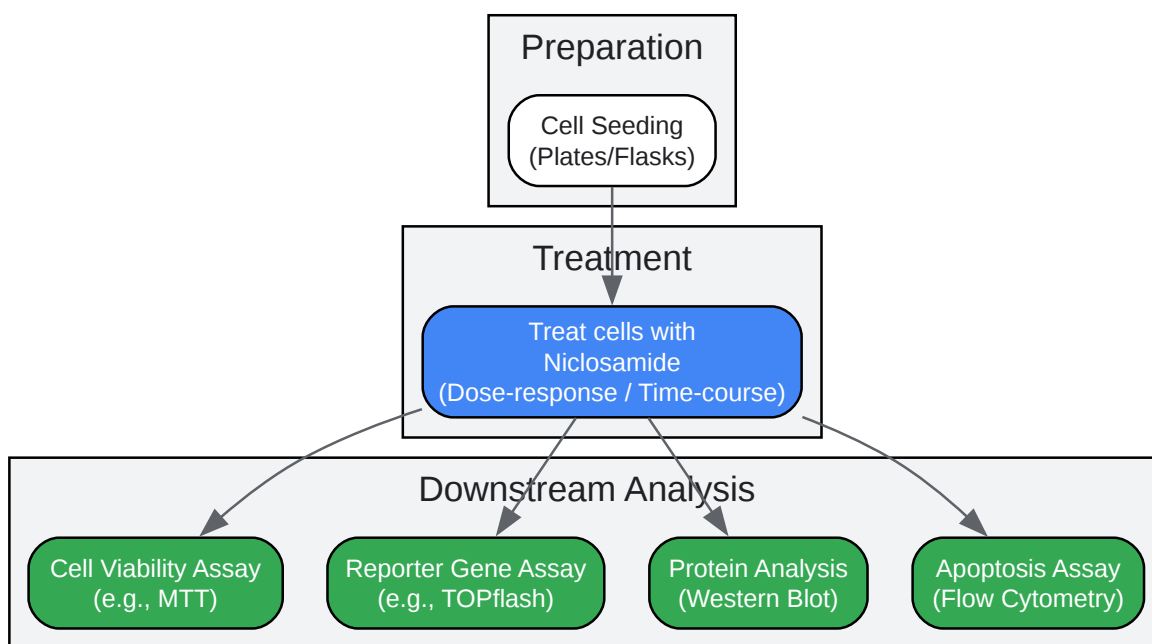 Preparation
Cell Seeding
(Plates/Flasks)
Treatment
Treat cells with
Niclosamide
(Dose-response / Time-course)
Downstream Analysis
Cell Viability Assay
(e.g., MTT)
Reporter Gene Assay
(e.g., TOPflash)
Protein Analysis
(Western Blot)
Apoptosis Assay
(Flow Cytometry)